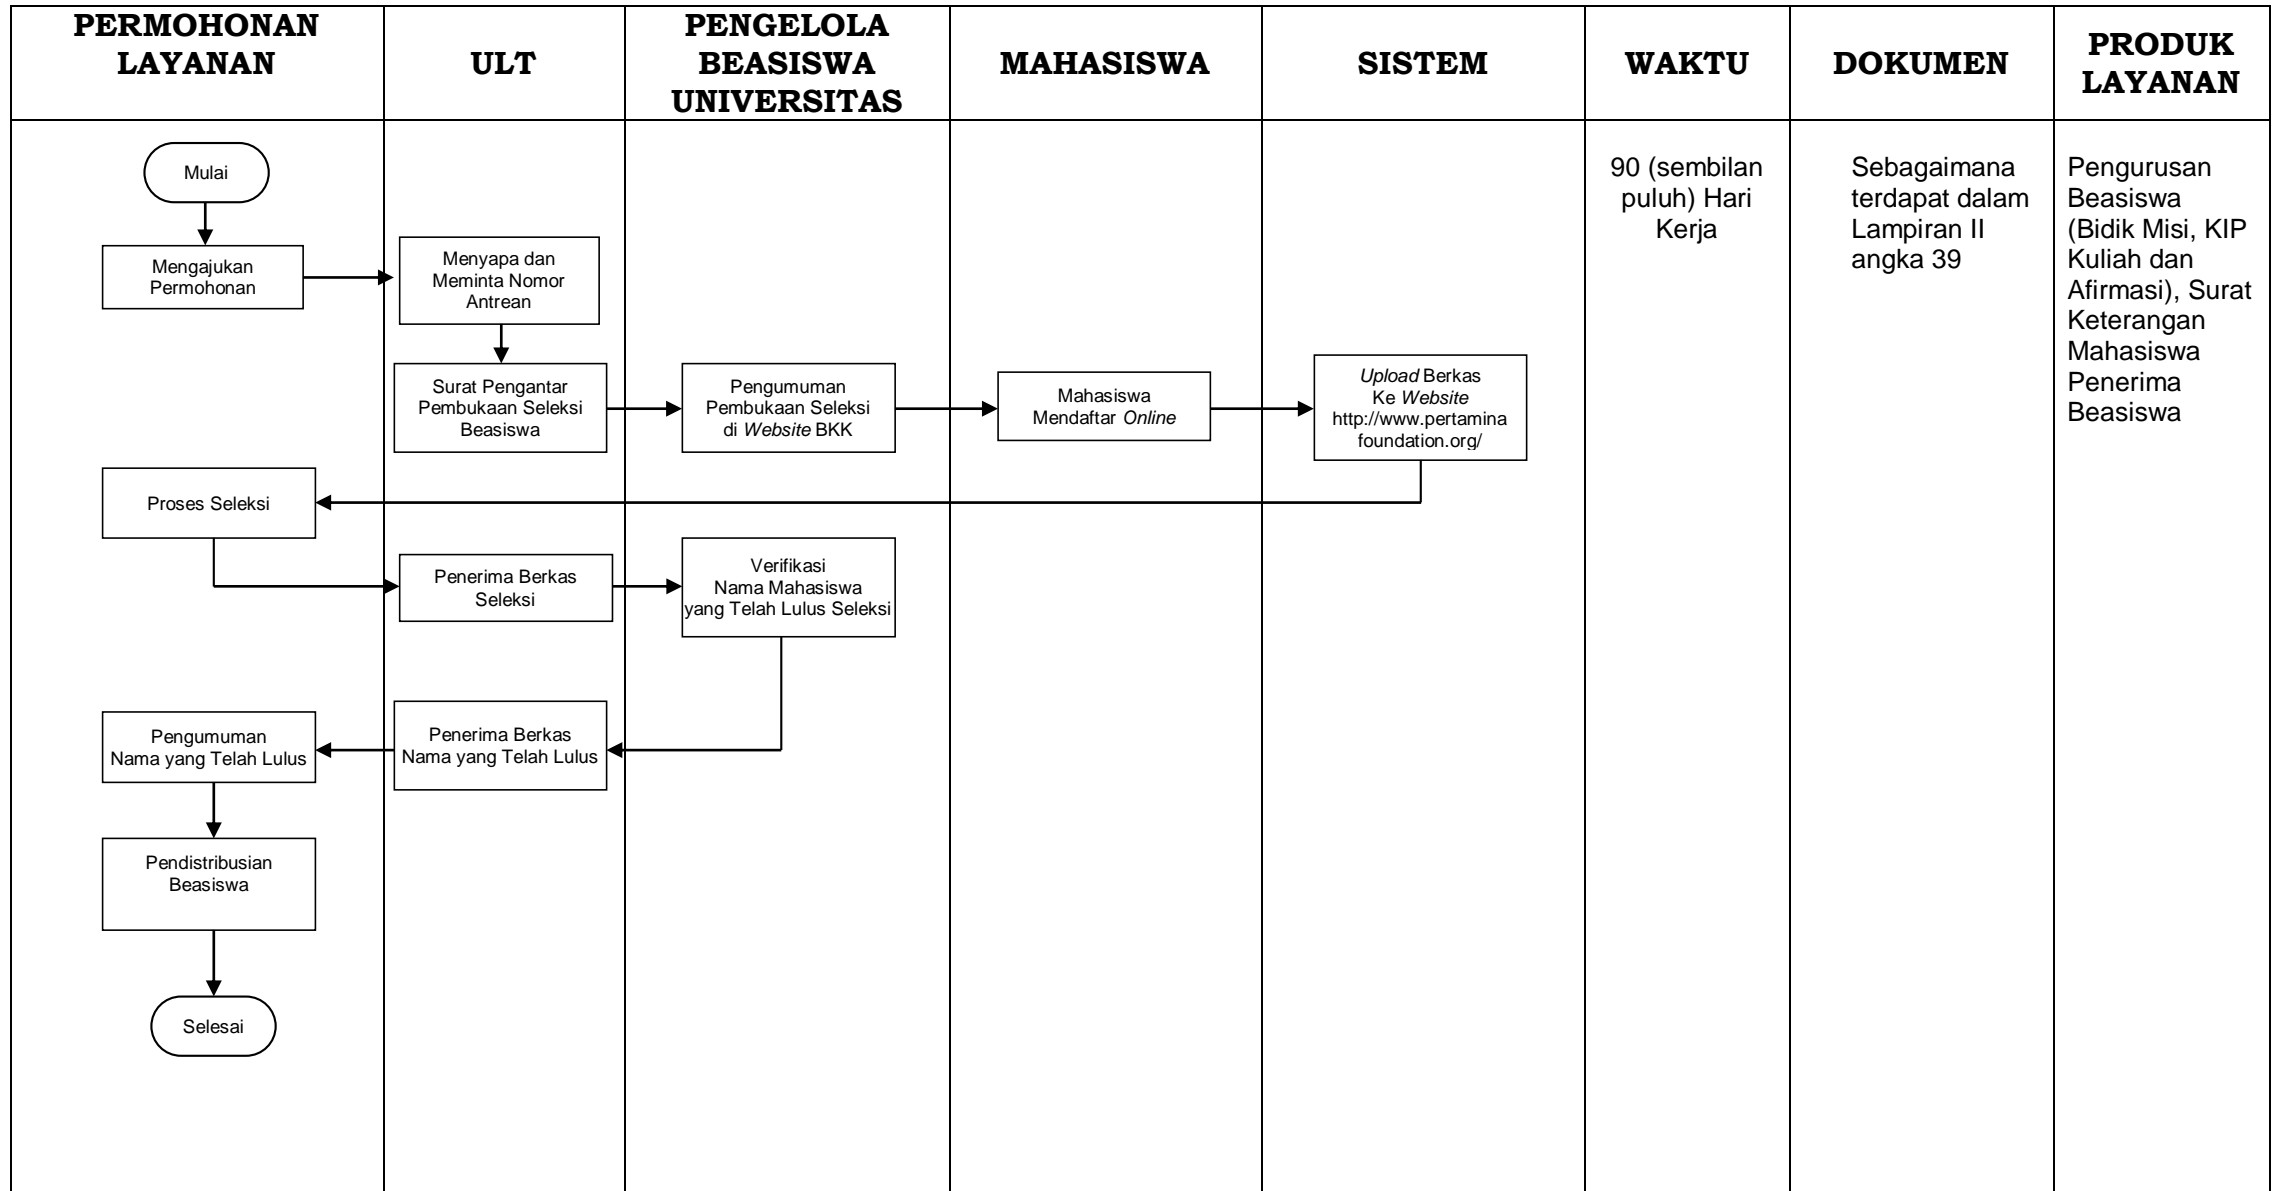 PERMOHONAN
LAYANAN
ULT
PENGELOLA
BEASISWA
UNIVERSITAS
MAHASISWA
SISTEM
WAKTU
DOKUMEN
PRODUK
LAYANAN
Mulai
Mengajukan
Permohonan
Menyapa dan
Meminta Nomor
Antrean
Surat Pengantar
Pembukaan Seleksi
Beasiswa
Pengumuman
Pembukaan Seleksi
di Website BKK
Mahasiswa
Mendaftar Online
Upload Berkas
Ke Website
http://www.pertamina
foundation.org/
Proses Seleksi
Penerima Berkas
Seleksi
Verifikasi
Nama Mahasiswa
yang Telah Lulus Seleksi
Penerima Berkas
Nama yang Telah Lulus
Pengumuman
Nama yang Telah Lulus
Pendistribusian
Beasiswa
Selesai
90 (sembilan
puluh) Hari
Kerja
Sebagaimana
terdapat dalam
Lampiran II
angka 39
Pengurusan
Beasiswa
(Bidik Misi, KIP
Kuliah dan
Afirmasi), Surat
Keterangan
Mahasiswa
Penerima
Beasiswa